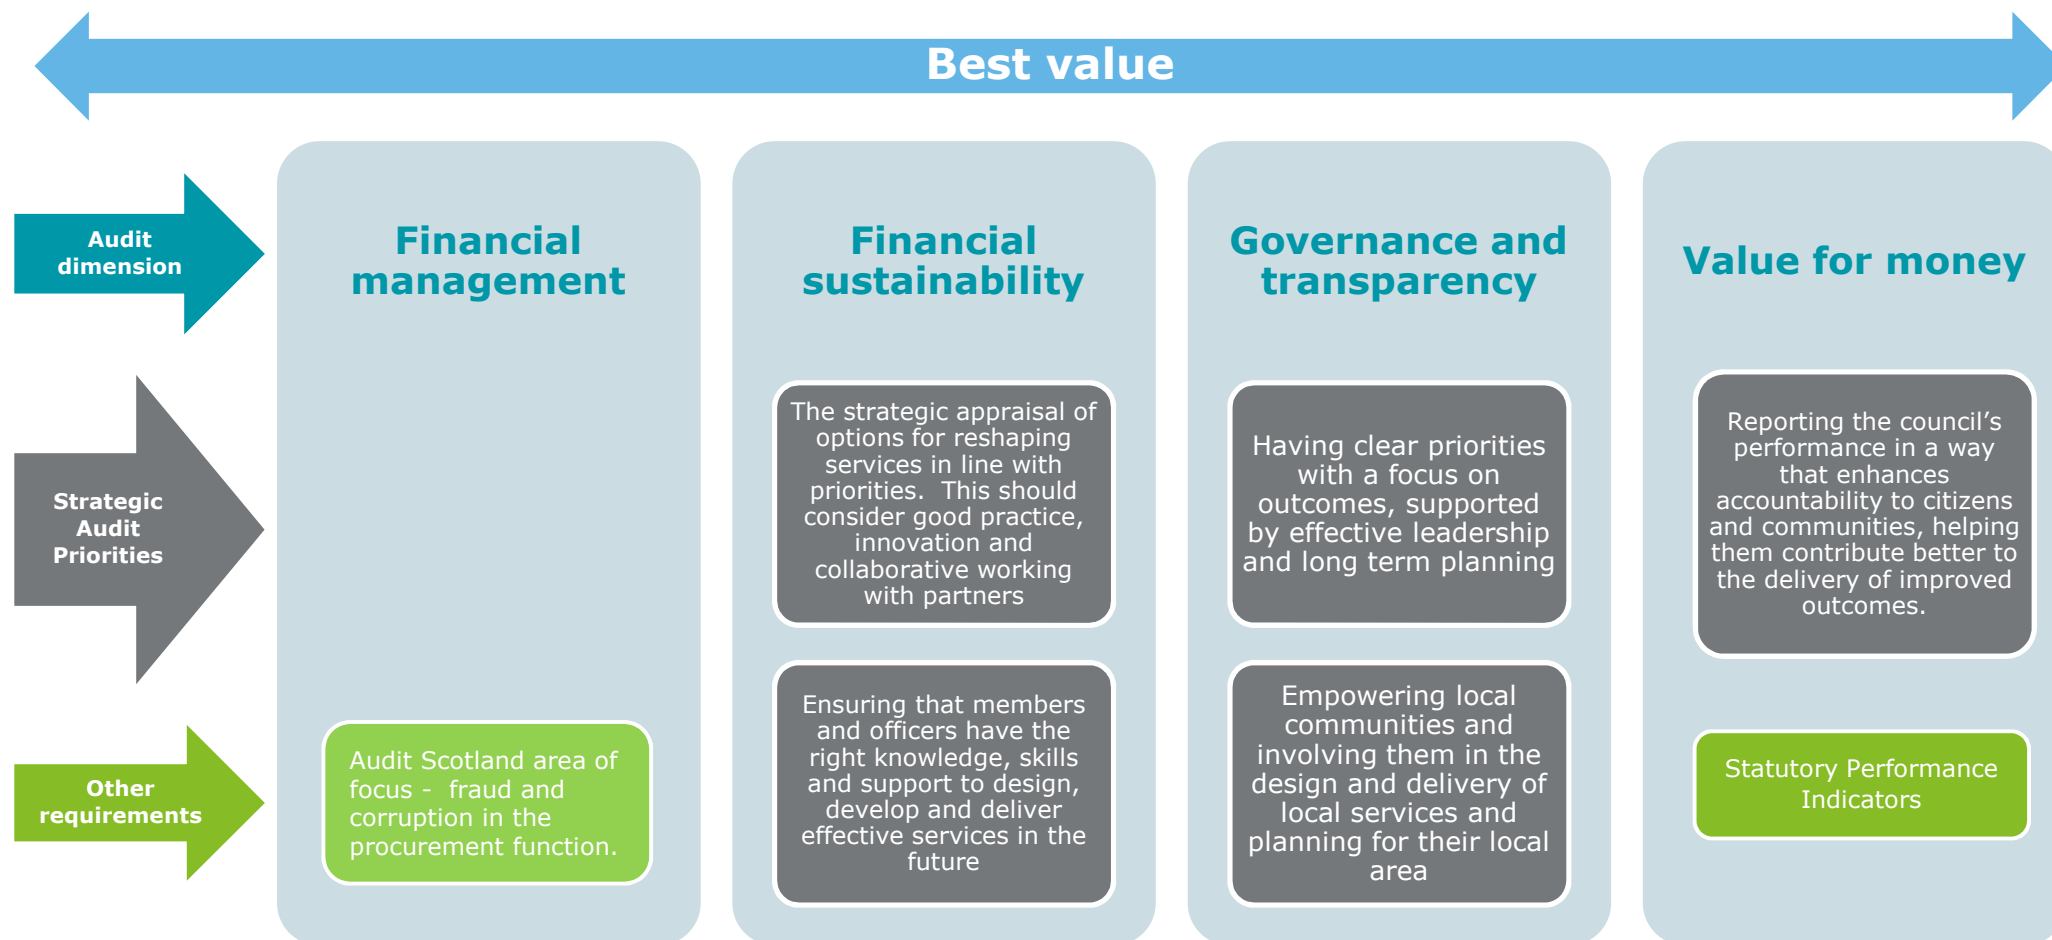 Best value
Audit
dimension
Financial
management
Financial
sustainability
Governance and
transparency
Value for money
Strategic
Audit
Priorities
The strategic appraisal of
options for reshaping
services in line with
priorities.  This should
consider good practice,
innovation and
collaborative working
with partners
Having clear priorities
with a focus on
outcomes, supported
by effective leadership
and long term planning
Reporting the council’s
performance in a way
that enhances
accountability to citizens
and communities, helping
them contribute better to
the delivery of improved
outcomes.
Other
requirements
Audit Scotland area of
focus -  fraud and
corruption in the
procurement function.
Ensuring that members
and officers have the
right knowledge, skills
and support to design,
develop and deliver
effective services in the
future
Empowering local
communities and
involving them in the
design and delivery of
local services and
planning for their local
area
Statutory Performance
Indicators